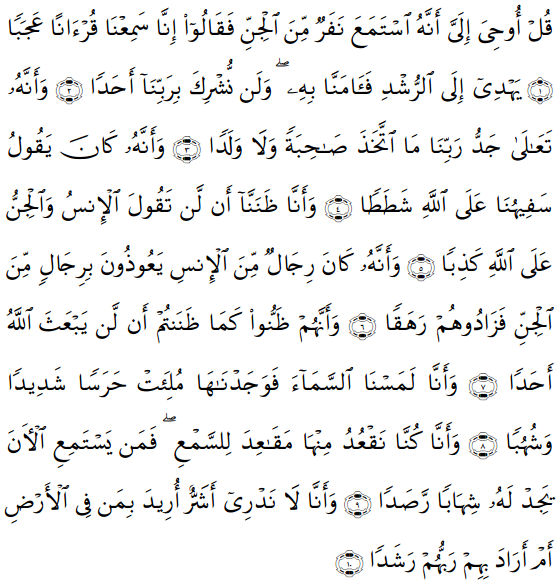 قُلْ أُوحِىَ إِلَىَّ أَنَّهُ ٱسْتَمَعَ نَفَرٌ مِّنَ ٱلْجِنِّ فَقَالُوٓا۟ إِنَّا سَمِعْنَا قُرْءَانًا عَجَبًا
۝١ يَهْدِىٓ إِلَى ٱلرُّشْدِ فَـَٔامَنَّا بِهِۦ ۖ وَلَن نُّشْرِكَ بِرَبِّنَآ أَحَدًا ۝٢ وَأَنَّهُۥ
تَعَـٰلَىٰ جَدُّ رَبِّنَا مَا ٱتَّخَذَ صَـٰحِبَةً وَلَا وَلَدًا ۝٣ وَأَنَّهُۥ كَانَ يَقُولُ
سَفِيهُنَا عَلَى ٱللَّهِ شَطَطًا ۝٤ وَأَنَّا ظَنَنَّآ أَن لَّن تَقُولَ ٱلْإِنسُ وَٱلْجِنُّ
عَلَى ٱللَّهِ كَذِبًا ۝٥ وَأَنَّهُۥ كَانَ رِجَالٌ مِّنَ ٱلْإِنسِ يَعُوذُونَ بِرِجَالٍ مِّنَ
ٱلْجِنِّ فَزَادُوهُمْ رَهَقًا ۝٦ وَأَنَّهُمْ ظَنُّوا۟ كَمَا ظَنَنتُمْ أَن لَّن يَبْعَثَ ٱللَّهُ
أَحَدًا ۝٧ وَأَنَّا لَمَسْنَا ٱلسَّمَآءَ فَوَجَدْنَـٰهَا مُلِئَتْ حَرَسًا شَدِيدًا
وَشُهُبًا ۝٨ وَأَنَّا كُنَّا نَقْعُدُ مِنْهَا مَقَـٰعِدَ لِلسَّمْعِ ۖ فَمَن يَسْتَمِعِ ٱلْـَٔانَ
يَجِدْ لَهُۥ شِهَابًا رَّصَدًا ۝٩ وَأَنَّا لَا نَدْرِىٓ أَشَرٌّ أُرِيدَ بِمَن فِى ٱلْأَرْضِ
أَمْ أَرَادَ بِهِمْ رَبُّهُمْ رَشَدًا ۝١٠